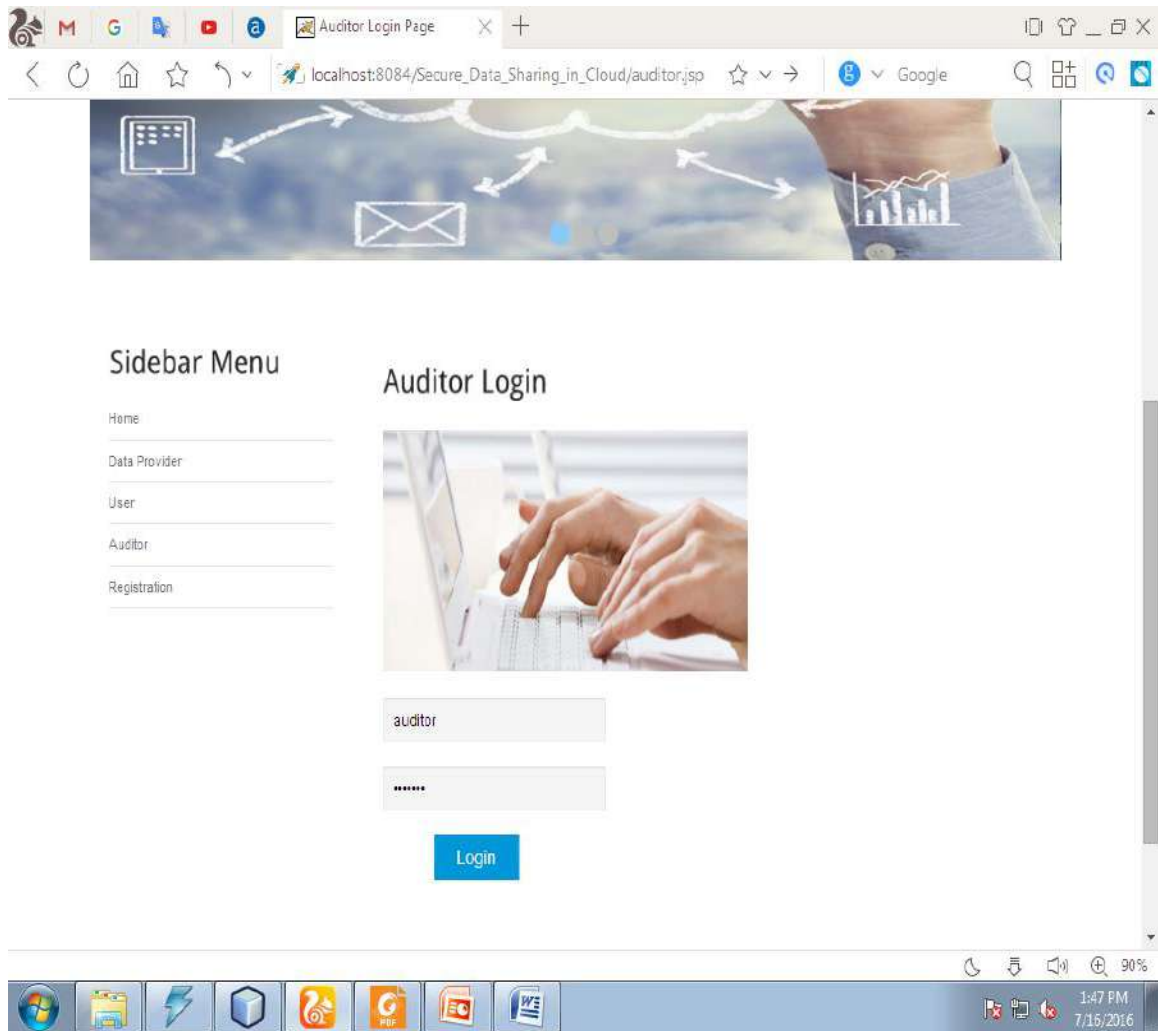 M G a Auditor Login Page
localhost:8084/Secure_Data_Sharing_in_Cloud/auditor.jsp g Google
Sidebar Menu
Home
Data Provider
User
Auditor
Registration
Auditor Login
auditor
•••••••
Login
90%
G PDF W
1:47 PM
7/16/2016